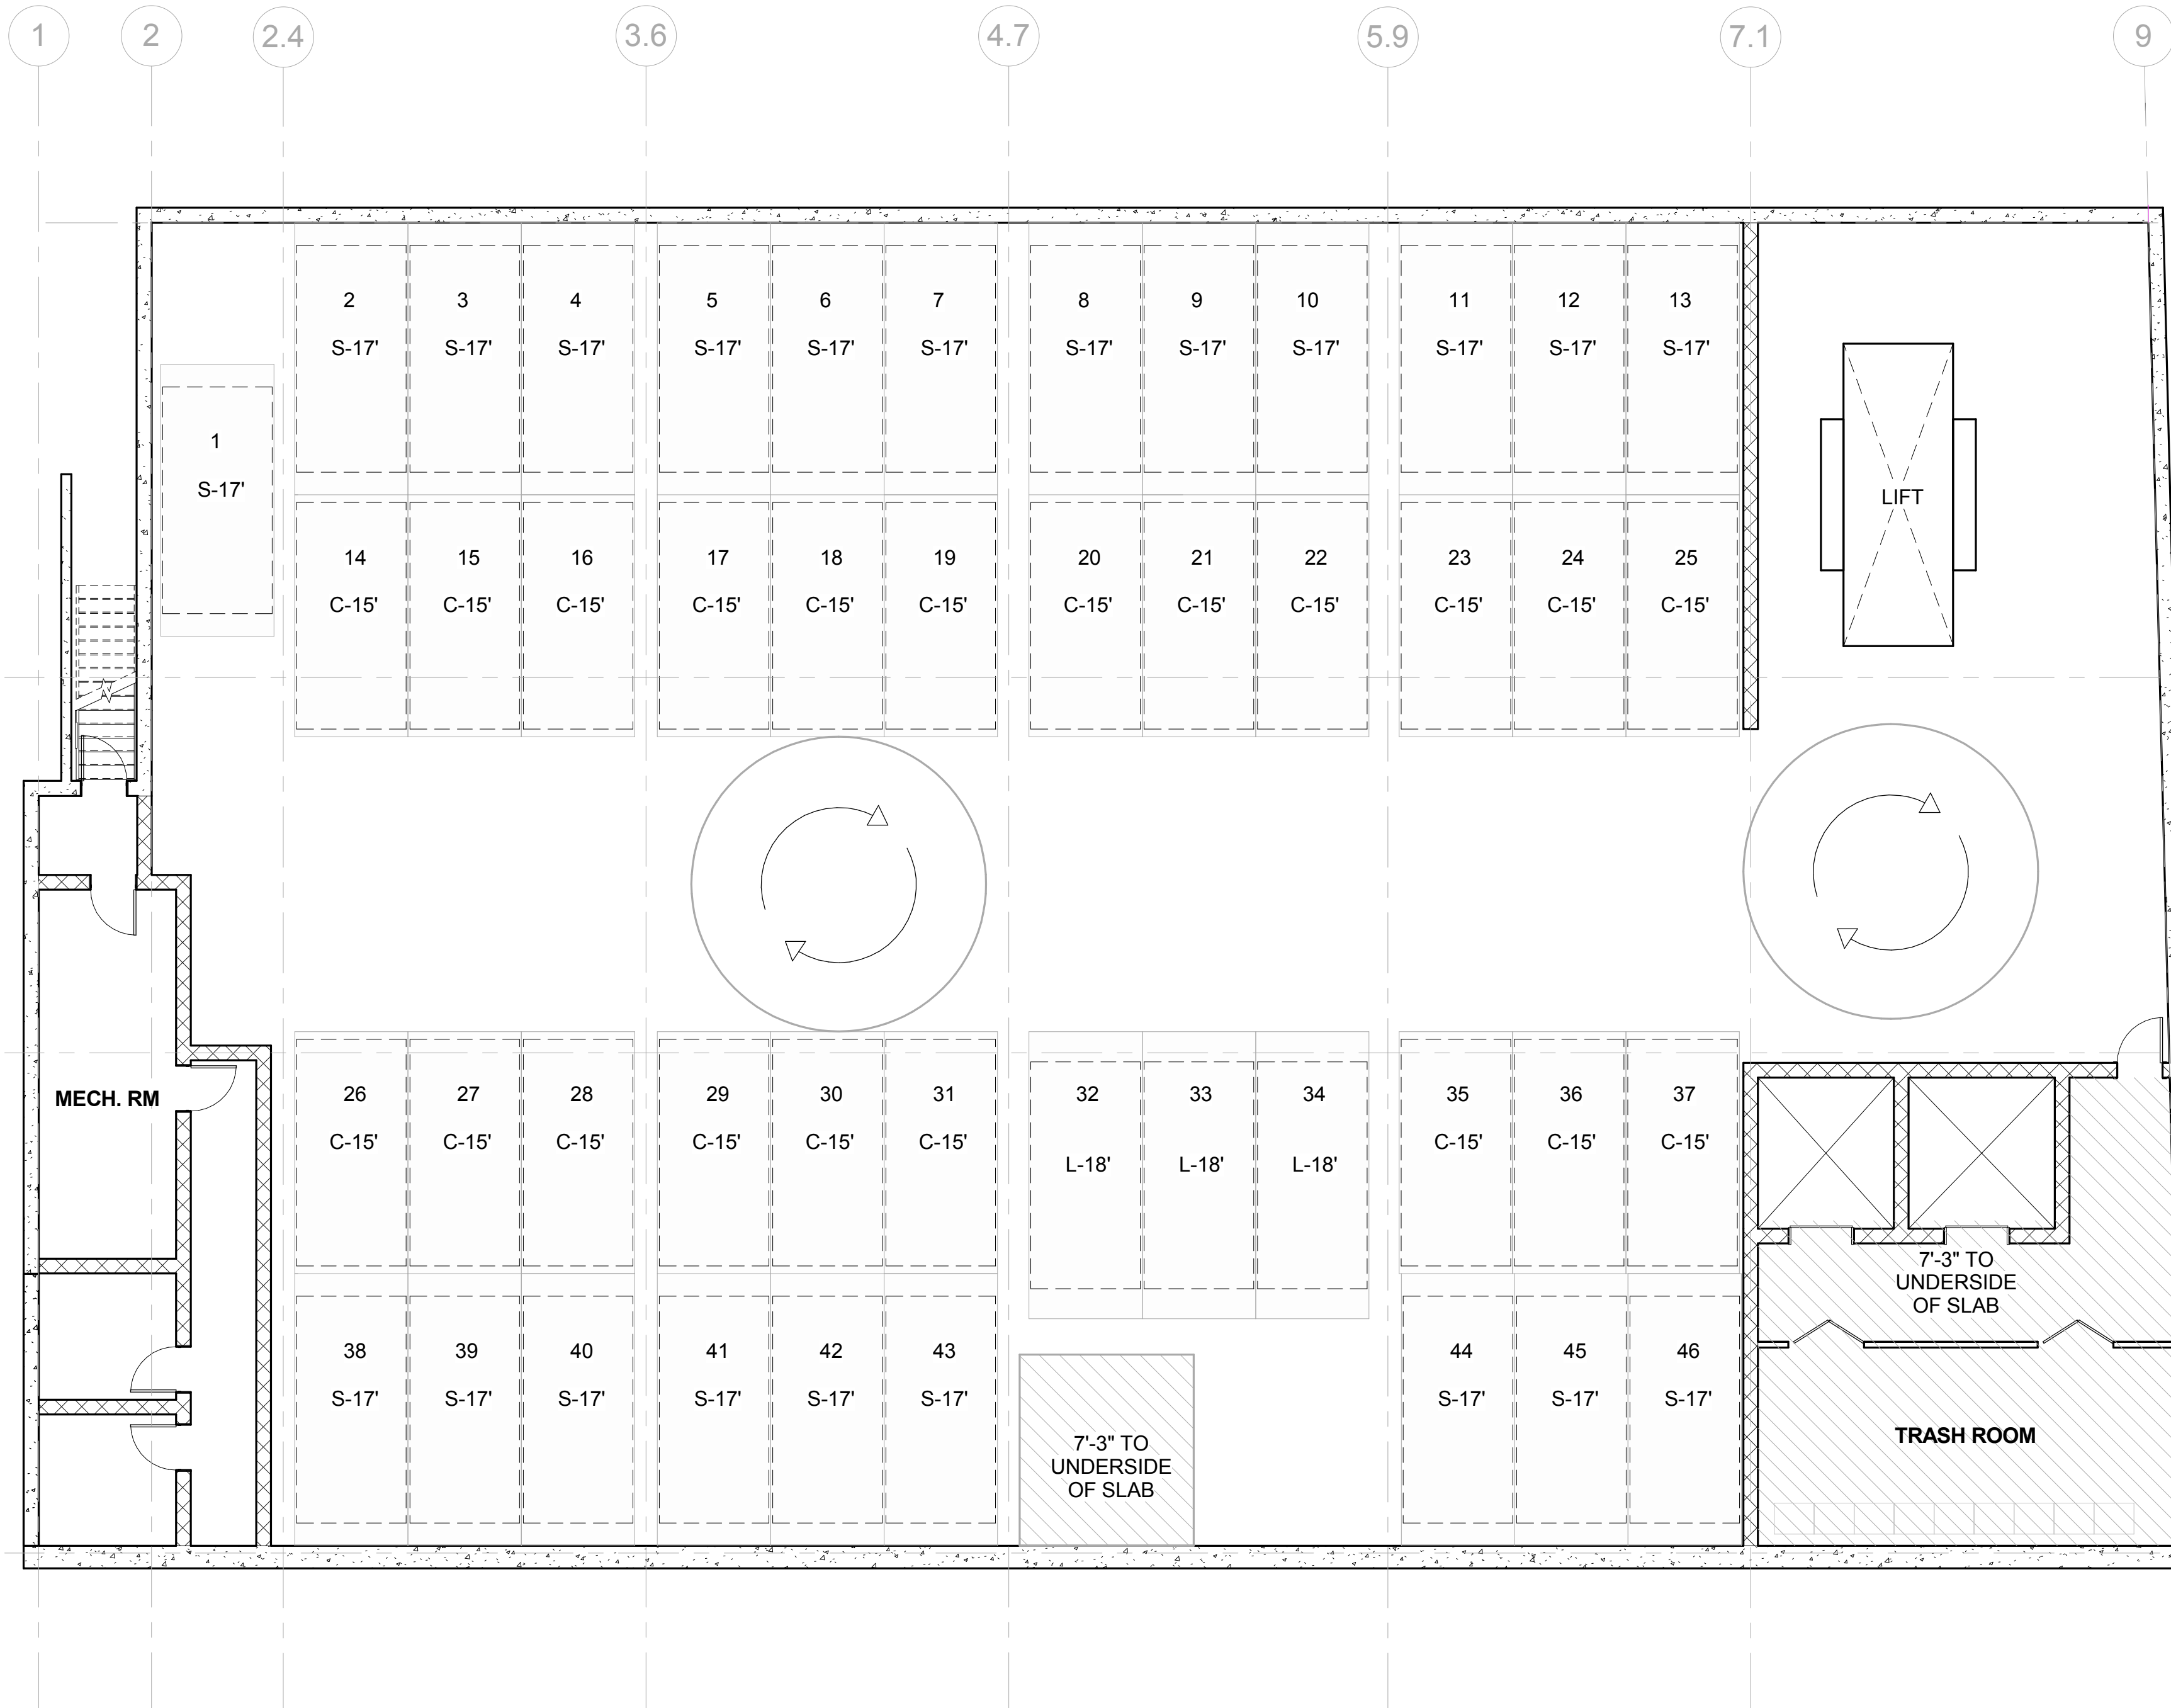 1 2 2.4 3.6 4.7 5.9 7.1 9
2 3 4 5 6 7 8 9 10 11 12 13
S-17' S-17' S-17' S-17' S-17' S-17' S-17' S-17' S-17' S-17' S-17' S-17'
1
S-17'
LIFT
14 15 16 17 18 19 20 21 22 23 24 25
C-15' C-15' C-15' C-15' C-15' C-15' C-15' C-15' C-15' C-15' C-15' C-15'
MECH. RM
26 27 28 29 30 31 32 33 34 35 36 37
C-15' C-15' C-15' C-15' C-15' C-15' L-18' L-18' L-18' C-15' C-15' C-15'
7'-3" TO
UNDERSIDE
OF SLAB
38 39 40 41 42 43 44 45 46
S-17' S-17' S-17' S-17' S-17' S-17' S-17' S-17' S-17'
7'-3" TO
UNDERSIDE
OF SLAB
TRASH ROOM